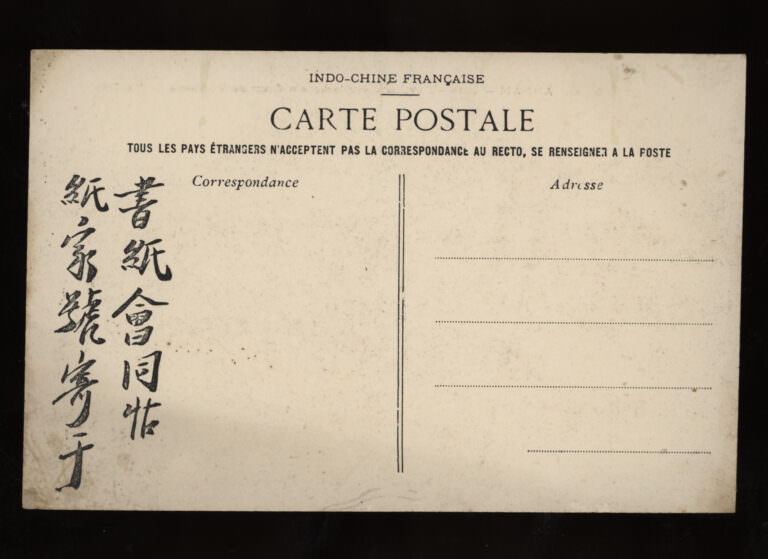 INDO-CHINE FRANÇAISE
CARTE POSTALE
TOUS LES PAYS ÉTRANGERS N'ACCEPTENT PAS LA CORRESPONDANCE AU RECTO, SE RENSEIGNER A LA POSTE
Correspondance
Adresse
書紙會同帖
紙家號寄于